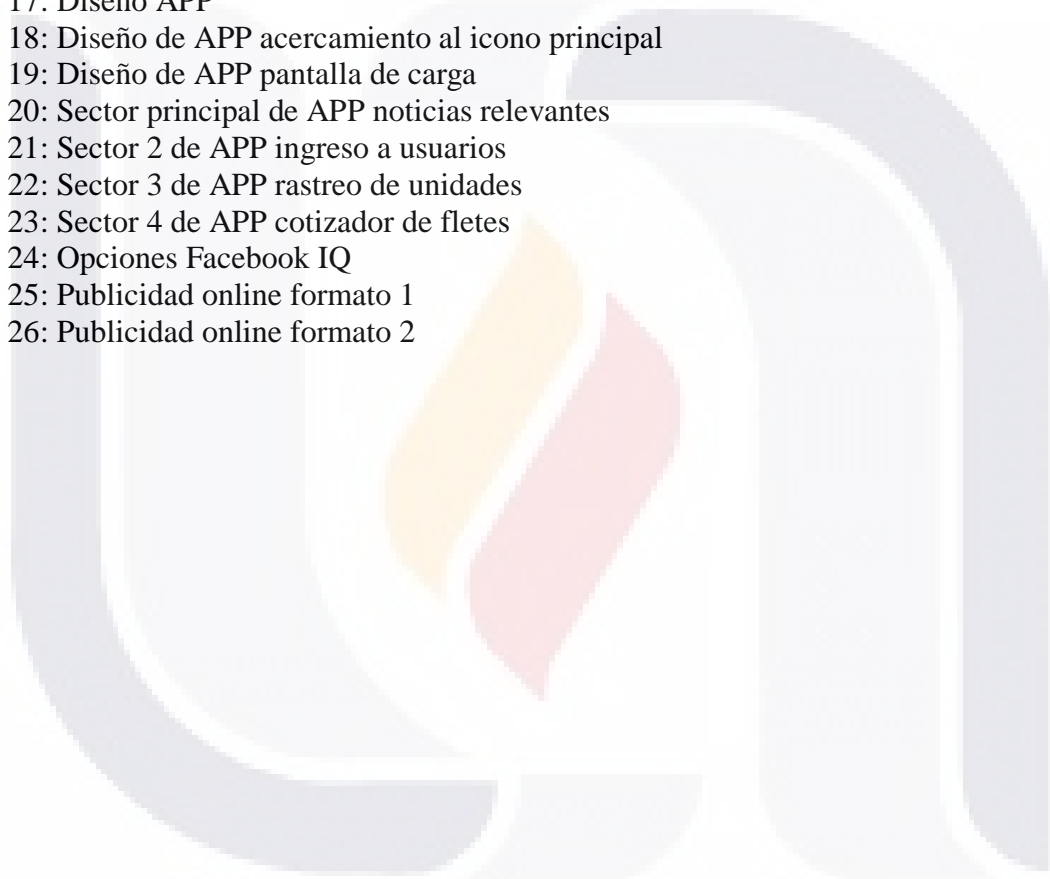 17: Diseño APP
18: Diseño de APP acercamiento al icono principal
19: Diseño de APP pantalla de carga
20: Sector principal de APP noticias relevantes
21: Sector 2 de APP ingreso a usuarios
22: Sector 3 de APP rastreo de unidades
23: Sector 4 de APP cotizador de fletes
24: Opciones Facebook IQ
25: Publicidad online formato 1
26: Publicidad online formato 2